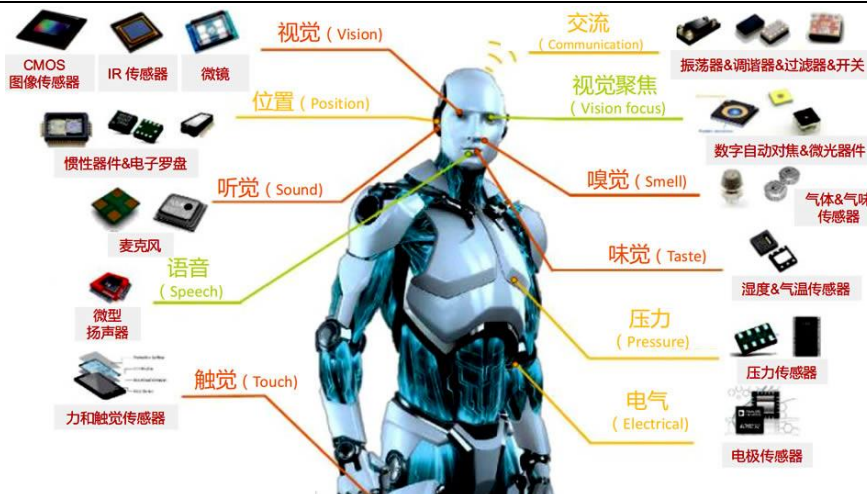 视觉 ( Vision )
CMOS
图像传感器
IR 传感器
微镜
位置 ( Position )
惯性器件&电子罗盘
听觉 ( Sound )
麦克风
语音
( Speech )
微型
扬声器
触觉 ( Touch )
力和触觉传感器
交流
( Communication )
振荡器&调谐器&过滤器&开关
视觉聚焦
( Vision focus )
数字自动对焦&微光器件
嗅觉 ( Smell )
气体&气味
传感器
味觉 ( Taste )
湿度&气温传感器
压力
( Pressure )
压力传感器
电气
( Electrical )
电极传感器